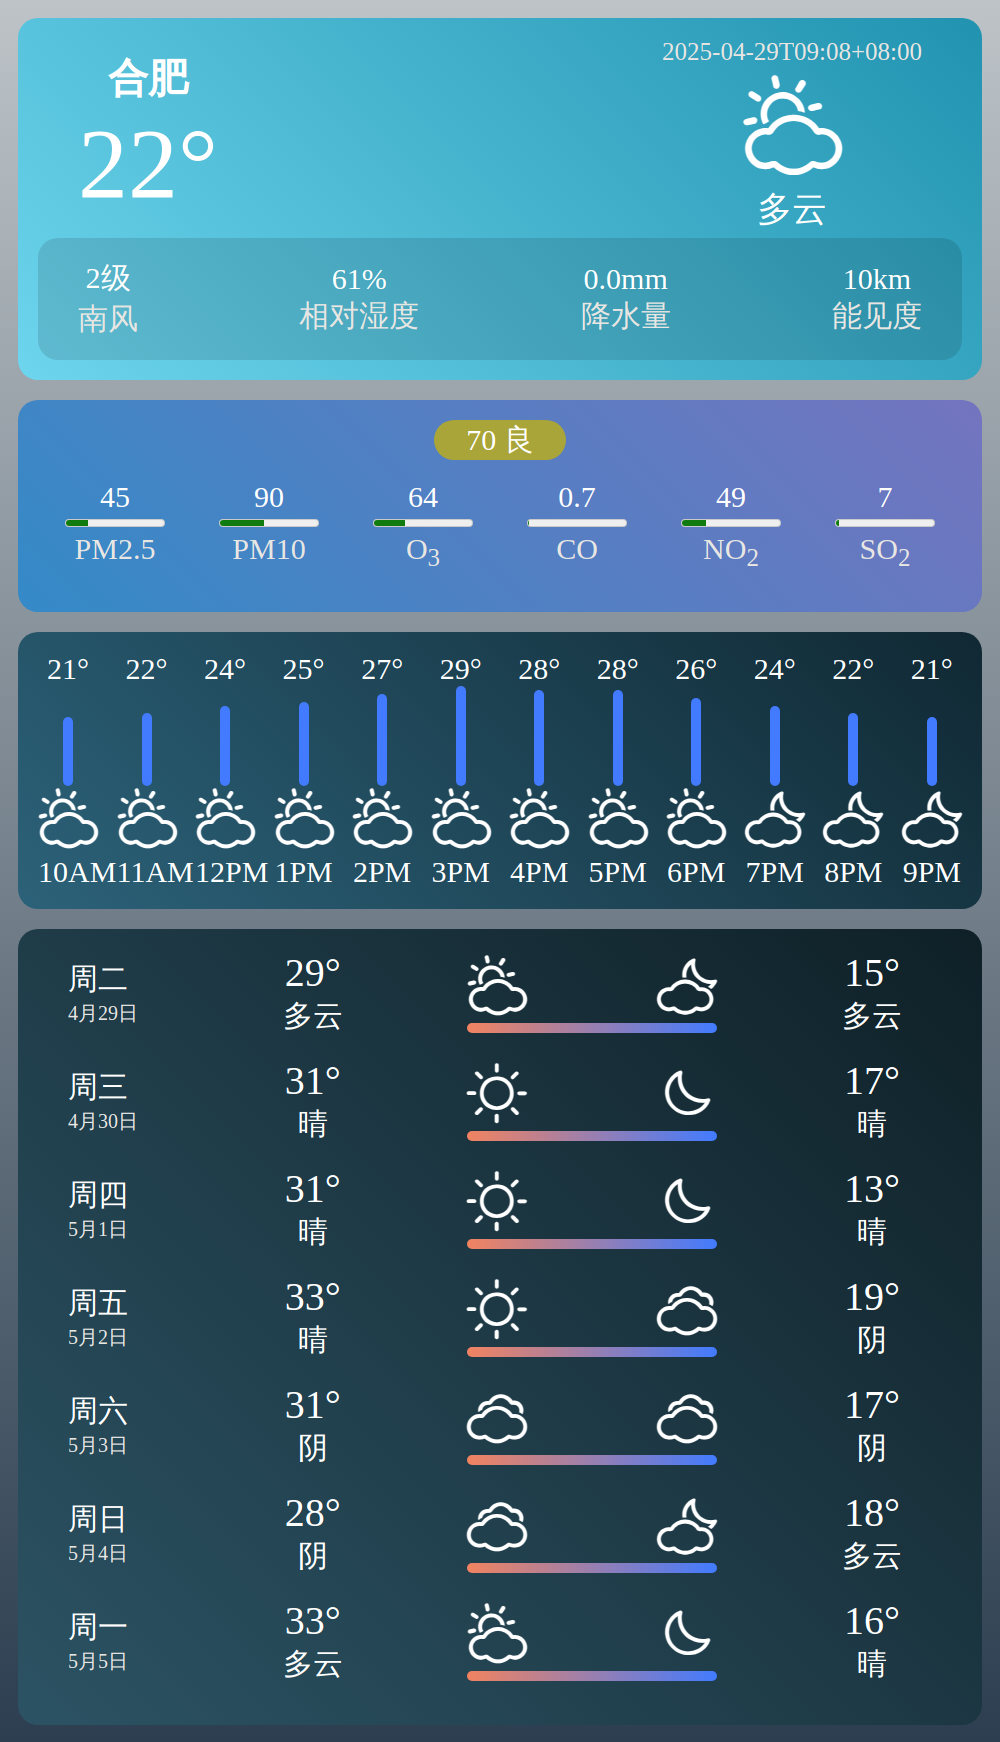 合肥
22°
2025-04-29T09:08+08:00
多云
2级 61% 0.0mm 10km
南风 相对湿度 降水量 能见度
70 良
45 90 64 0.7 49 7
PM2.5 PM10 O3 CO NO2 SO2
21° 22° 24° 25° 27° 29° 28° 28° 26° 24° 22° 21°
10AM 11AM 12PM 1PM 2PM 3PM 4PM 5PM 6PM 7PM 8PM 9PM
周二 29° 15°
4月29日 多云 多云
周三 31° 17°
4月30日 晴 晴
周四 31° 13°
5月1日 晴 晴
周五 33° 19°
5月2日 晴 阴
周六 31° 17°
5月3日 阴 阴
周日 28° 18°
5月4日 阴 多云
周一 33° 16°
5月5日 多云 晴